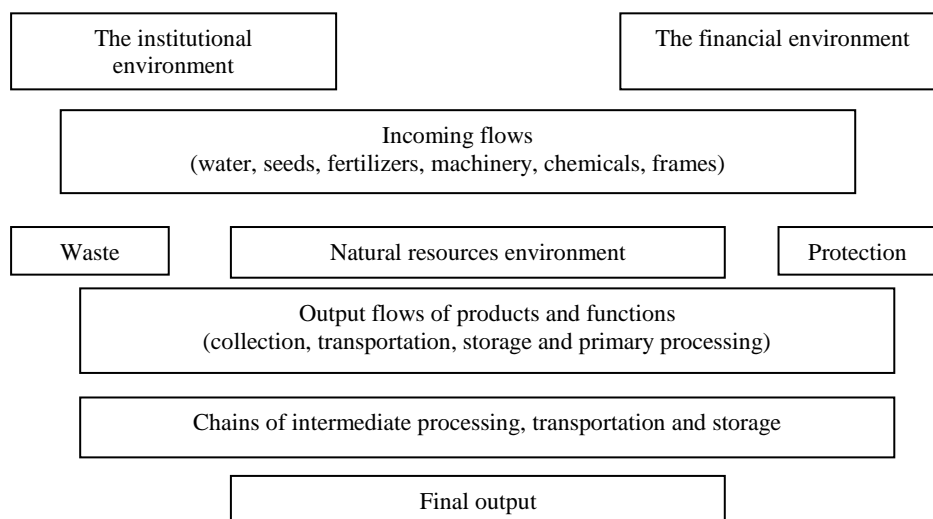 The institutional
environment
The financial environment
Incoming flows
(water, seeds, fertilizers, machinery, chemicals, frames)
Waste
Natural resources environment
Protection
Output flows of products and functions
(collection, transportation, storage and primary processing)
Chains of intermediate processing, transportation and storage
Final output